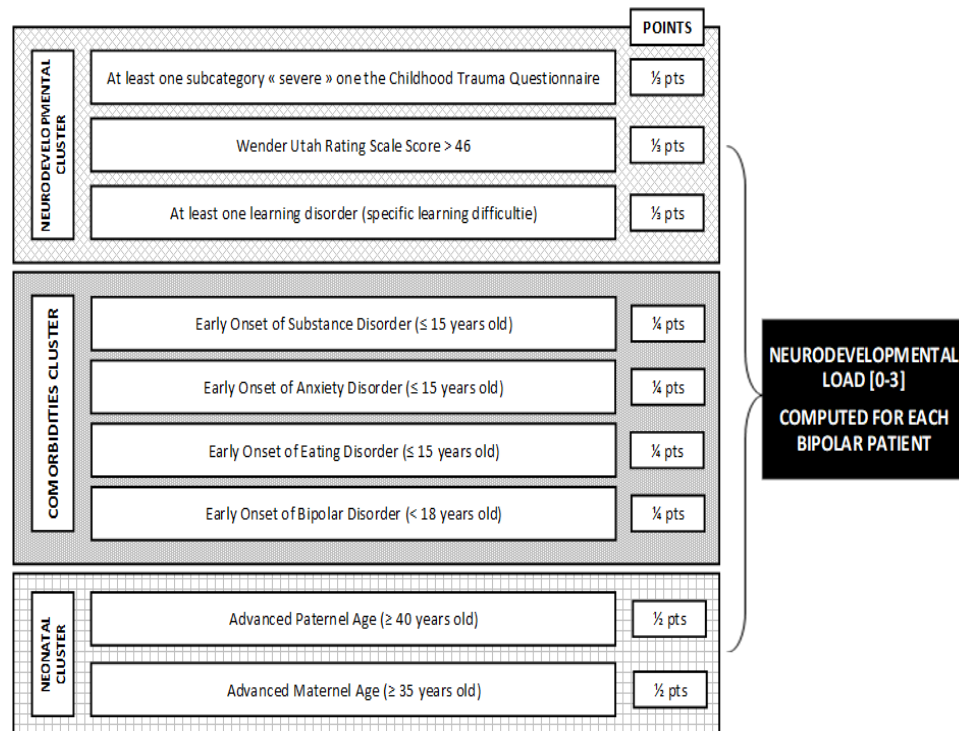 POINTS
NEURODEVELOPMENTAL
CLUSTER
At least one subcategory « severe » one the Childhood Trauma Questionnaire
⅓ pts
Wender Utah Rating Scale Score > 46
⅓ pts
At least one learning disorder (specific learning difficultie)
⅓ pts
COMORBIDITIES CLUSTER
Early Onset of Substance Disorder (≤ 15 years old)
¼ pts
Early Onset of Anxiety Disorder (≤ 15 years old)
¼ pts
Early Onset of Eating Disorder (≤ 15 years old)
¼ pts
Early Onset of Bipolar Disorder (< 18 years old)
¼ pts
NEONATAL
CLUSTER
Advanced Paternel Age (≥ 40 years old)
½ pts
Advanced Maternel Age (≥ 35 years old)
½ pts
NEURODEVELOPMENTAL
LOAD [0-3]
COMPUTED FOR EACH
BIPOLAR PATIENT